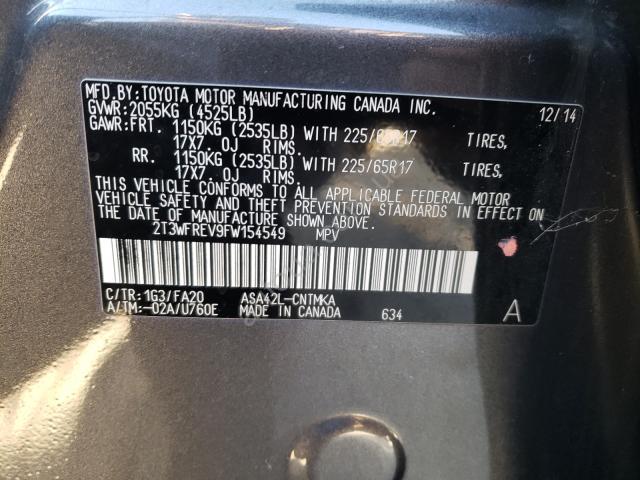 MFD.BY:TOYOTA MOTOR MANUFACTURING CANADA INC.
GVWR:2055KG (4525LB) 12/14
GAWR:FRT. 1150KG (2535LB) WITH 225/65R17 TIRES,
17X7. OJ RIMS.
RR. 1150KG (2535LB) WITH 225/65R17 TIRES,
17X7. OJ RIMS.
THIS VEHICLE CONFORMS TO ALL APPLICABLE FEDERAL MOTOR
VEHICLE SAFETY AND THEFT PREVENTION STANDARDS IN EFFECT ON
THE DATE OF MANUFACTURE SHOWN ABOVE.
2T3WFREV9FW154549 MPV
C/TR:1G3/FA20 ASA42L-CNTMKA
A/TM:-02A/U760E MADE IN CANADA 634 A